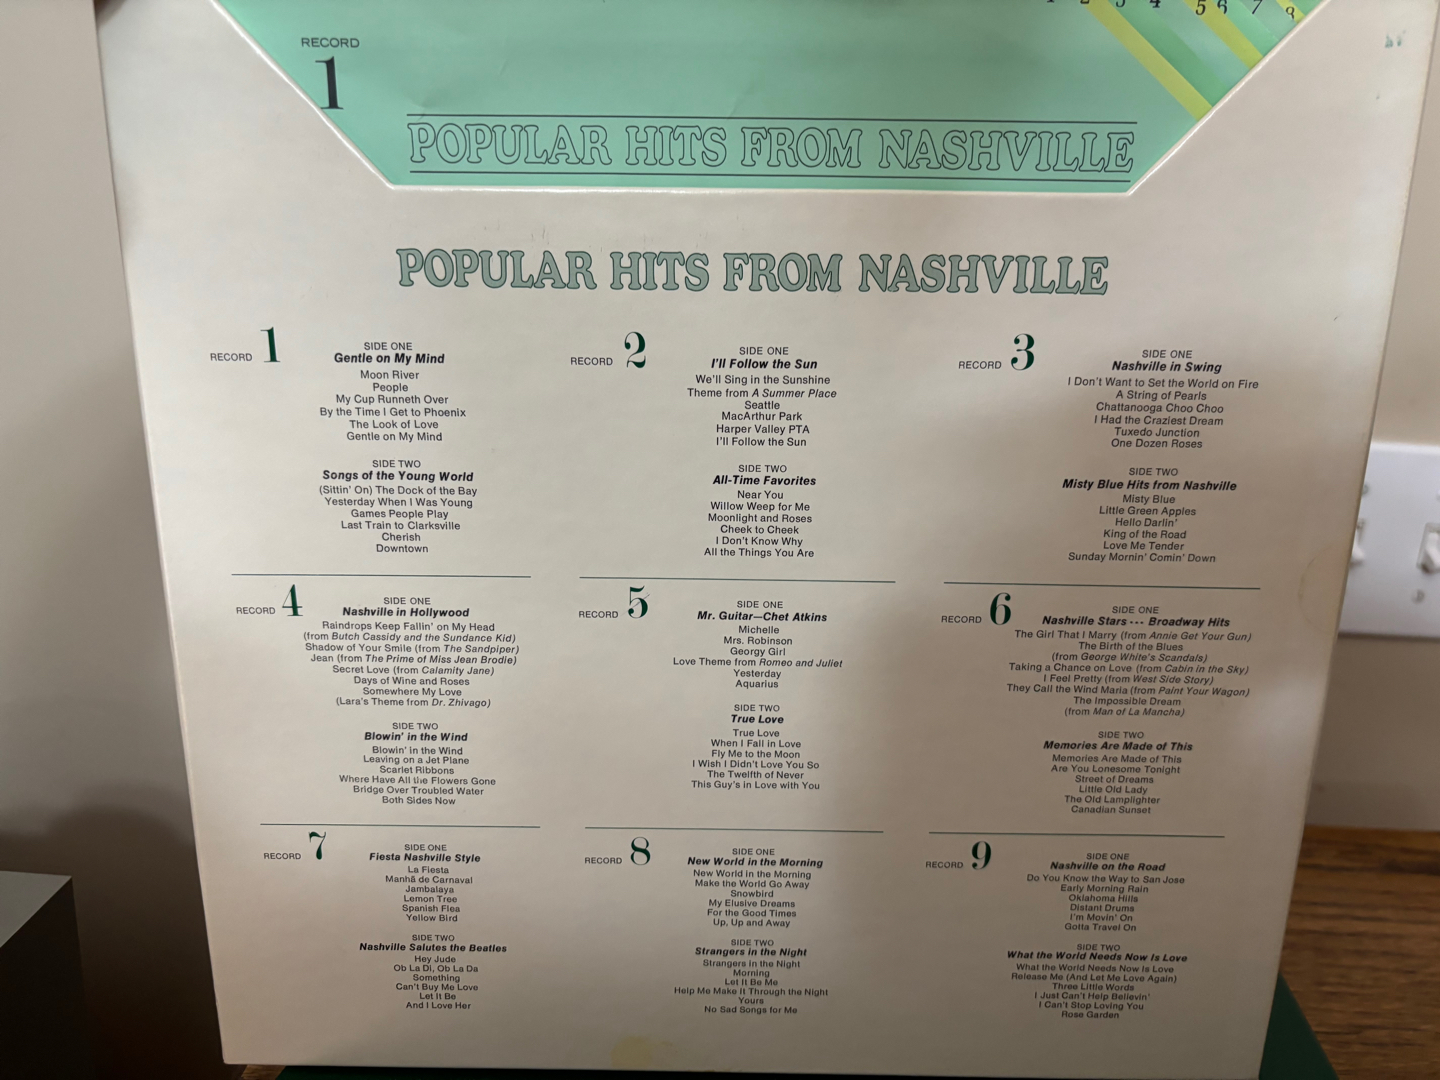 1 2 3 4 5 6 7 8
RECORD
1
POPULAR HITS FROM NASHVILLE
POPULAR HITS FROM NASHVILLE
RECORD 1
SIDE ONE
Gentle on My Mind
Moon River
People
My Cup Runneth Over
By the Time I Get to Phoenix
The Look of Love
Gentle on My Mind
SIDE TWO
Songs of the Young World
(Sittin' On) The Dock of the Bay
Yesterday When I Was Young
Games People Play
Last Train to Clarksville
Cherish
Downtown
RECORD 2
SIDE ONE
I'll Follow the Sun
We'll Sing in the Sunshine
Theme from A Summer Place
Seattle
MacArthur Park
Harper Valley PTA
I'll Follow the Sun
SIDE TWO
All-Time Favorites
Near You
Willow Weep for Me
Moonlight and Roses
Cheek to Cheek
I Don't Know Why
All the Things You Are
RECORD 3
SIDE ONE
Nashville in Swing
I Don't Want to Set the World on Fire
A String of Pearls
Chattanooga Choo Choo
I Had the Craziest Dream
Tuxedo Junction
One Dozen Roses
SIDE TWO
Misty Blue Hits from Nashville
Misty Blue
Little Green Apples
Hello Darlin'
King of the Road
Love Me Tender
Sunday Mornin' Comin' Down
RECORD 4
SIDE ONE
Nashville in Hollywood
Raindrops Keep Fallin' on My Head
(from Butch Cassidy and the Sundance Kid)
Shadow of Your Smile (from The Sandpiper)
Jean (from The Prime of Miss Jean Brodie)
Secret Love (from Calamity Jane)
Days of Wine and Roses
Somewhere My Love
(Lara's Theme from Dr. Zhivago)
SIDE TWO
Blowin' in the Wind
Blowin' in the Wind
Leaving on a Jet Plane
Scarlet Ribbons
Where Have All the Flowers Gone
Bridge Over Troubled Water
Both Sides Now
RECORD 5
SIDE ONE
Mr. Guitar—Chet Atkins
Michelle
Mrs. Robinson
Georgy Girl
Love Theme from Romeo and Juliet
Yesterday
Aquarius
SIDE TWO
True Love
True Love
When I Fall in Love
Fly Me to the Moon
I Wish I Didn't Love You So
The Twelfth of Never
This Guy's in Love with You
RECORD 6
SIDE ONE
Nashville Stars --- Broadway Hits
The Girl That I Marry (from Annie Get Your Gun)
The Birth of the Blues
(from George White's Scandals)
Taking a Chance on Love (from Cabin in the Sky)
I Feel Pretty (from West Side Story)
They Call the Wind Maria (from Paint Your Wagon)
The Impossible Dream
(from Man of La Mancha)
SIDE TWO
Memories Are Made of This
Memories Are Made of This
Are You Lonesome Tonight
Street of Dreams
Little Old Lady
The Old Lamplighter
Canadian Sunset
RECORD 7
SIDE ONE
Fiesta Nashville Style
La Fiesta
Manhã de Carnaval
Jambalaya
Lemon Tree
Spanish Flea
Yellow Bird
SIDE TWO
Nashville Salutes the Beatles
Hey Jude
Ob La Di, Ob La Da
Something
Can't Buy Me Love
Let It Be
And I Love Her
RECORD 8
SIDE ONE
New World in the Morning
New World in the Morning
Make the World Go Away
Snowbird
My Elusive Dreams
For the Good Times
Up, Up and Away
SIDE TWO
Strangers in the Night
Strangers in the Night
Morning
Let It Be Me
Help Me Make It Through the Night
Yours
No Sad Songs for Me
RECORD 9
SIDE ONE
Nashville on the Road
Do You Know the Way to San Jose
Early Morning Rain
Oklahoma Hills
Distant Drums
I'm Movin' On
Gotta Travel On
SIDE TWO
What the World Needs Now Is Love
What the World Needs Now Is Love
Release Me (And Let Me Love Again)
Three Little Words
I Just Can't Help Believin'
I Can't Stop Loving You
Rose Garden